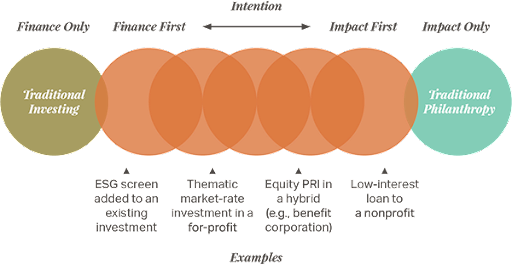 Intention
Finance Only
Finance First
Impact First
Impact Only
Traditional
Investing
Traditional
Philanthropy
ESG screen
added to an
existing
investment
Thematic
market-rate
investment in a
for-profit
Equity PRI in
a hybrid
(e.g., benefit
corporation)
Low-interest
loan to
a nonprofit
Examples